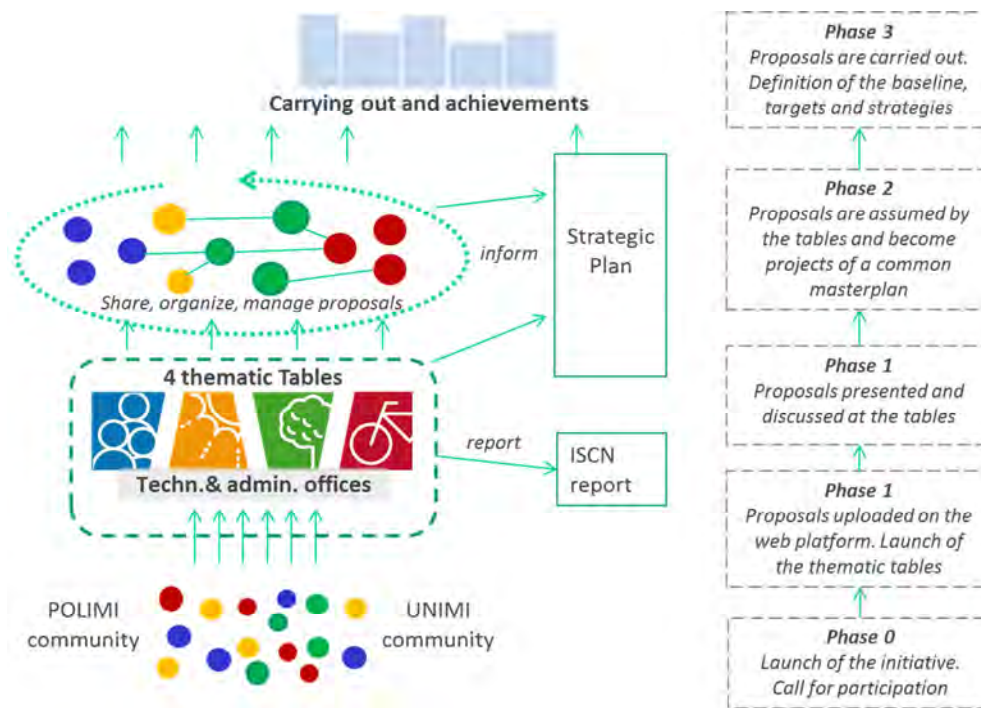 Carrying out and achievements
Share, organize, manage proposals
inform
Strategic
Plan
4 thematic Tables
Techn.& admin. offices
report
ISCN
report
POLIMI
community
UNIMI
community
Phase 3
Proposals are carried out.
Definition of the baseline,
targets and strategies
Phase 2
Proposals are assumed by
the tables and become
projects of a common
masterplan
Phase 1
Proposals presented and
discussed at the tables
Phase 1
Proposals uploaded on the
web platform. Launch of
the thematic tables
Phase 0
Launch of the initiative.
Call for participation